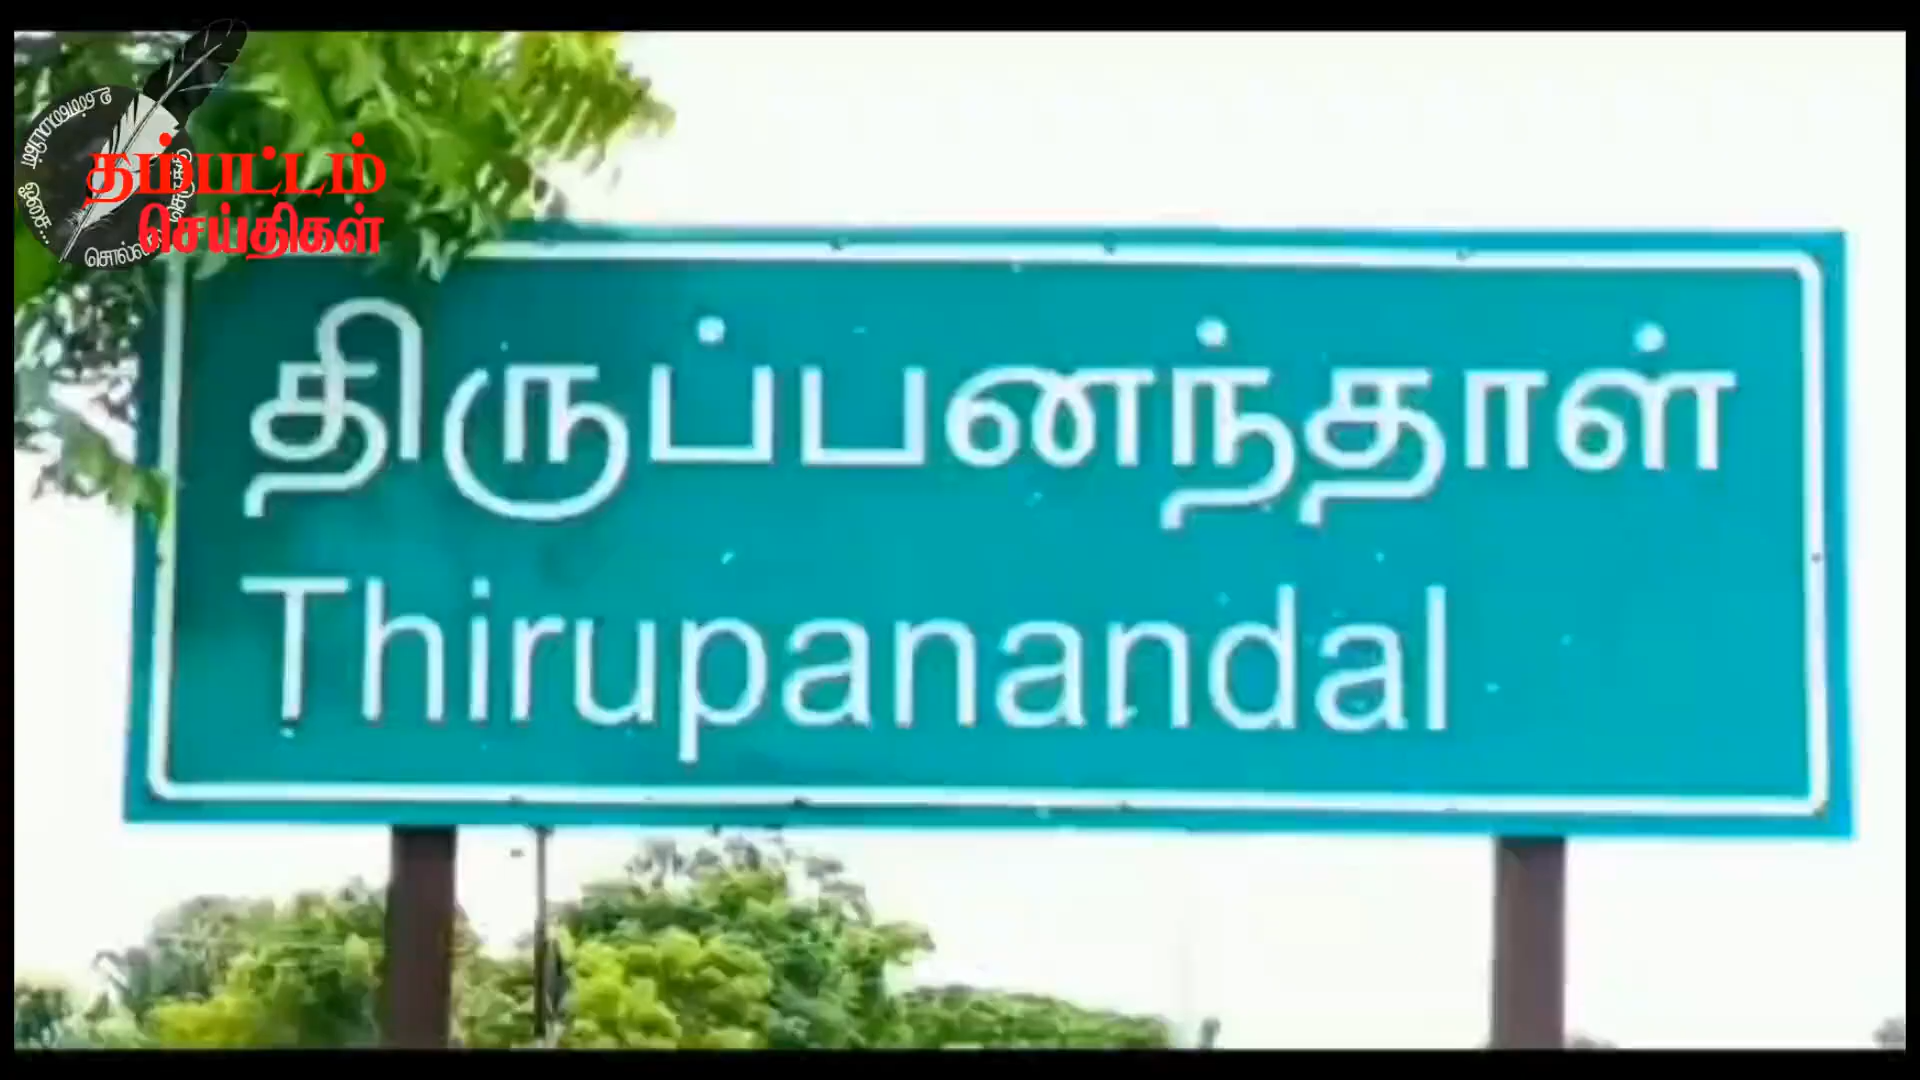 தம்பட்டம்
செய்திகள்
திருப்பனந்தாள்
Thirupanandal